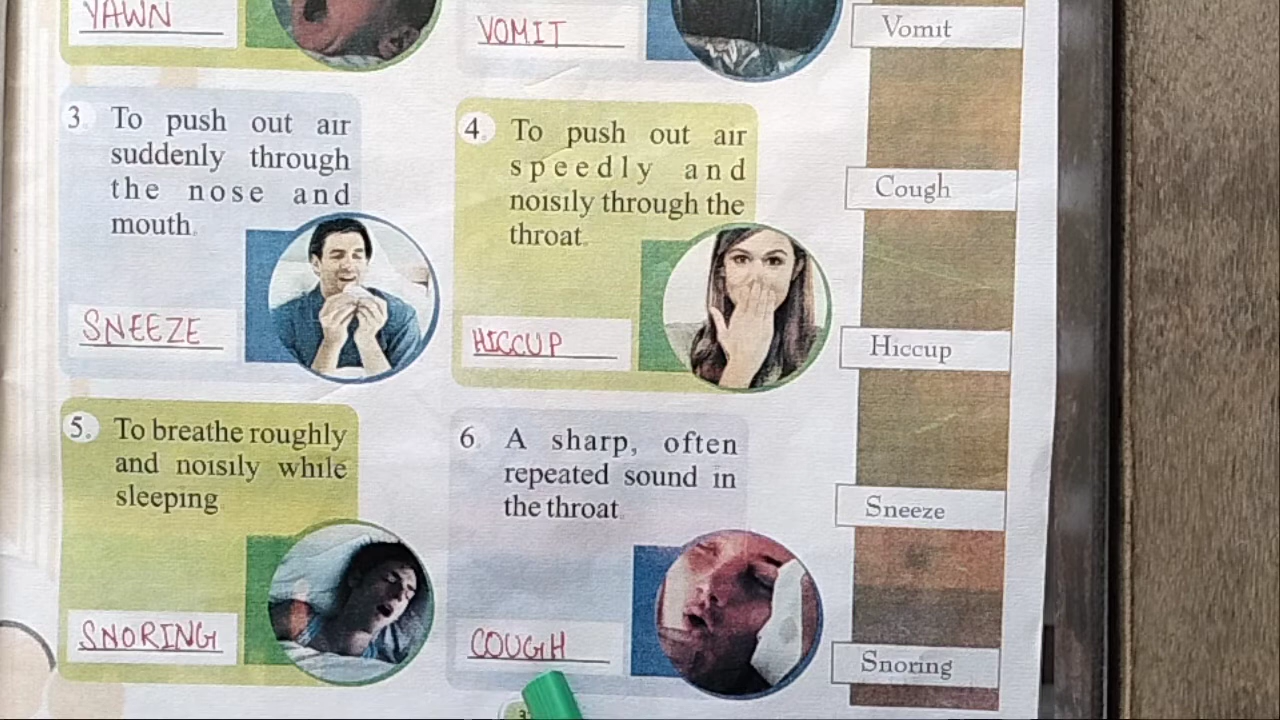 YAWN
VOMIT
3. To push out air
suddenly through
the nose and
mouth.
SNEEZE
4. To push out air
speedly and
noisily through the
throat.
HICCUP
5. To breathe roughly
and noisily while
sleeping
SNORING
6. A sharp, often
repeated sound in
the throat
COUGH
Vomit
Cough
Hiccup
Sneeze
Snoring